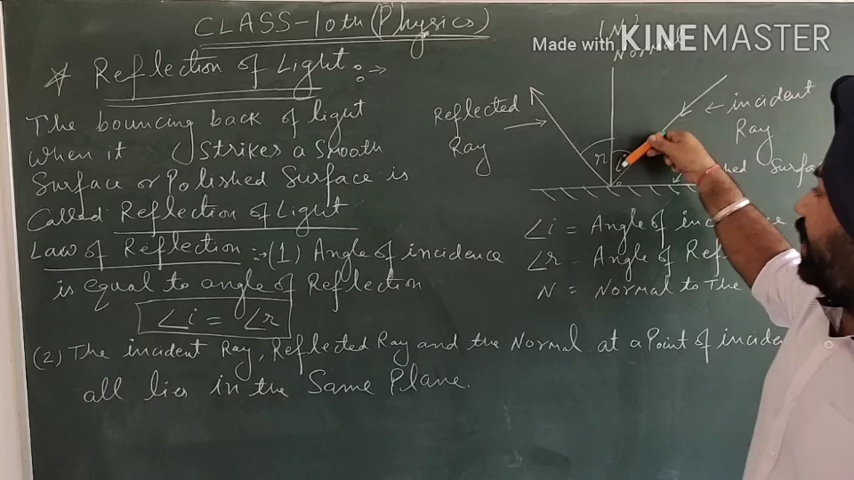 CLASS-10th (Physics)
Made with KINEMASTER
(N)
Normal
Reflection of Light :→
The bouncing back of light
when it Strikes a Smooth
Surface or Polished Surface is
Called Reflection of Light
Reflected
Ray
← incident
Ray
r
i
Law of Reflection :- (1) Angle of incidence
is equal to angle of Reflection
∠i = ∠r
∠i = Angle of
∠r = Angle of
N = Normal to The
(2) The incident Ray, Reflected Ray and the Normal at a Point of
all lies in the Same Plane.